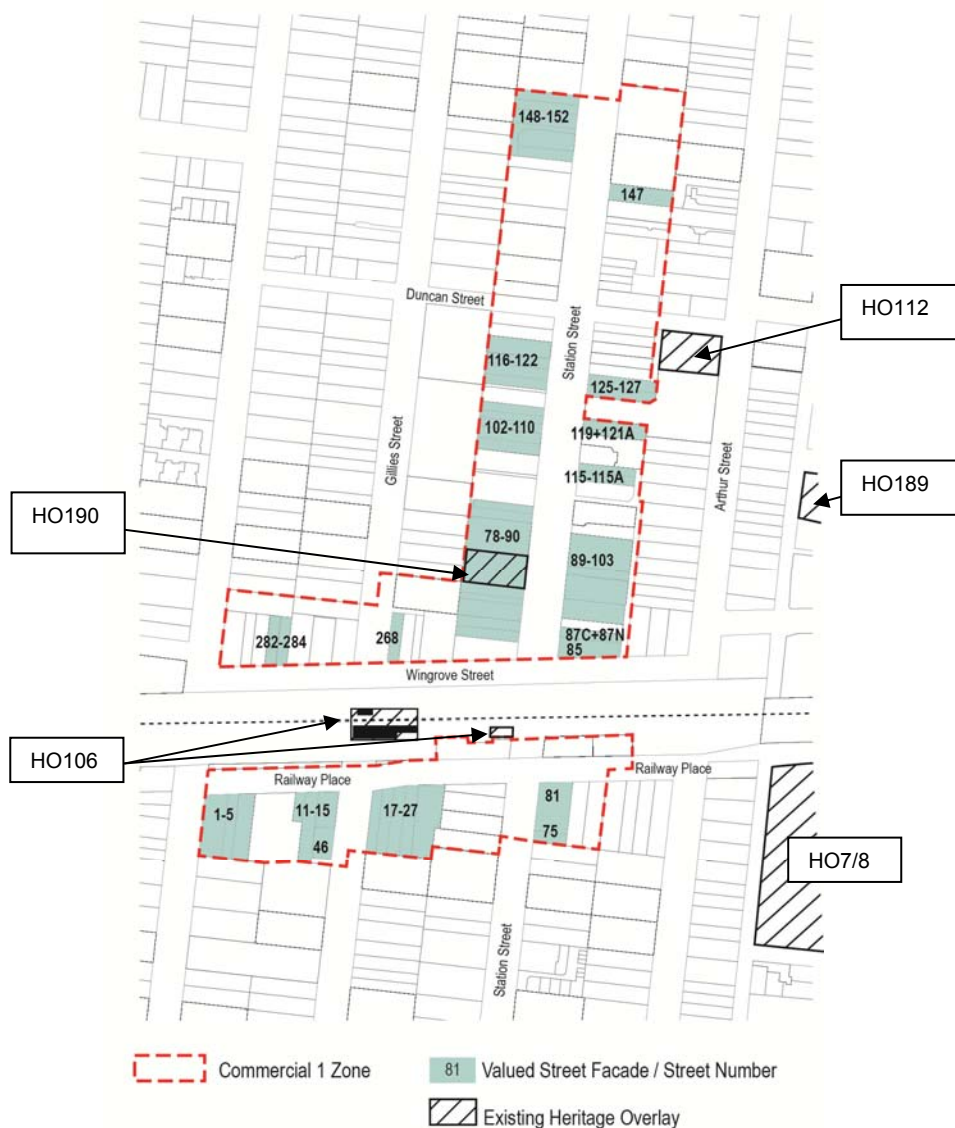 148-152
147
Duncan Street
Station Street
HO112
116-122
125-127
102-110
119+121A
Gillies Street
115-115A
Arthur Street
HO189
HO190
78-90
89-103
282-284
268
87C+87N
85
Wingrove Street
HO106
Railway Place
Railway Place
1-5
11-15
17-27
81
46
75
HO7/8
Station Street
Commercial 1 Zone
81 Valued Street Facade / Street Number
Existing Heritage Overlay